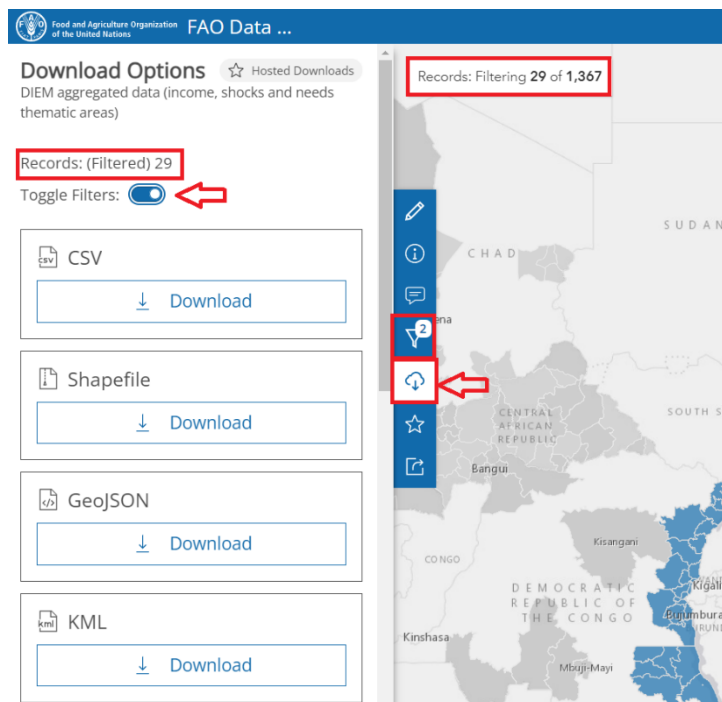 Food and Agriculture Organization
of the United Nations
FAO Data ...
Download Options
Hosted Downloads
DIEM aggregated data (income, shocks and needs
thematic areas)
Records: (Filtered) 29
Toggle Filters:
CSV
Download
Shapefile
Download
GeoJSON
Download
KML
Download
Records: Filtering 29 of 1,367
2
SUDAN
CHAD
CENTRAL
AFRICAN
REPUBLIC
SOUTH S
Bangui
Kisangani
CONGO
DEMOCRATIC
REPUBLIC OF
THE CONGO
Kigali
Bujumbura
Kinshasa
Mbuji-Mayi